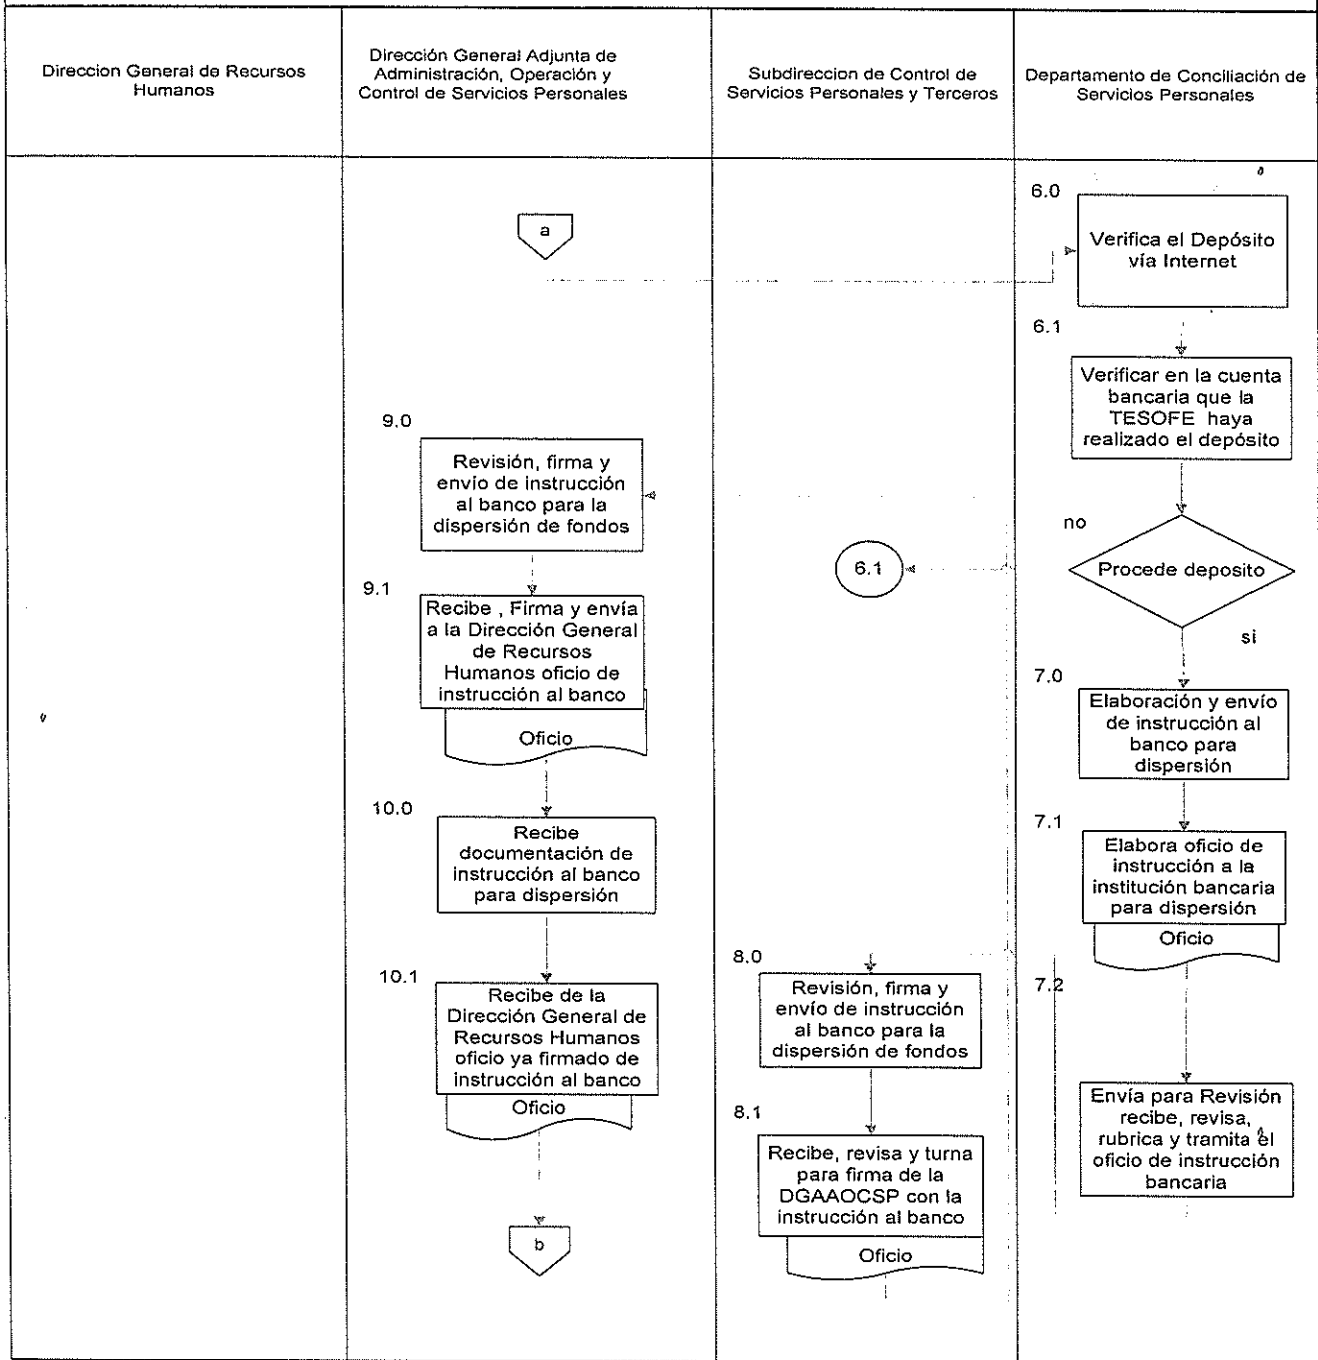 Direccion General de Recursos
Humanos
Dirección General Adjunta de
Administración, Operación y
Control de Servicios Personales
Subdireccion de Control de
Servicios Personales y Terceros
Departamento de Conciliación de
Servicios Personales
a
6.0
Verifica el Depósito
vía Internet
6.1
Verificar en la cuenta
bancaria que la
TESOFE haya
realizado el depósito
no
Procede deposito
si
6.1
7.0
Elaboración y envío
de instrucción al
banco para
dispersión
7.1
Elabora oficio de
instrucción a la
institución bancaria
para dispersión
Oficio
7.2
Envía para Revisión
recibe, revisa,
rubrica y tramita el
oficio de instrucción
bancaria
8.0
Revisión, firma y
envío de instrucción
al banco para la
dispersión de fondos
8.1
Recibe, revisa y turna
para firma de la
DGAAOCSP con la
instrucción al banco
Oficio
9.0
Revisión, firma y
envío de instrucción
al banco para la
dispersión de fondos
9.1
Recibe , Firma y envía
a la Dirección General
de Recursos
Humanos oficio de
instrucción al banco
Oficio
10.0
Recibe
documentación de
instrucción al banco
para dispersión
10.1
Recibe de la
Dirección General de
Recursos Humanos
oficio ya firmado de
instrucción al banco
Oficio
b